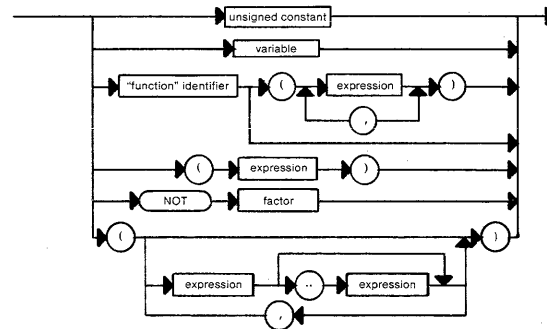 unsigned constant
variable
"function" identifier ( expression )
,
( expression )
NOT factor
( )
expression .. expression
,